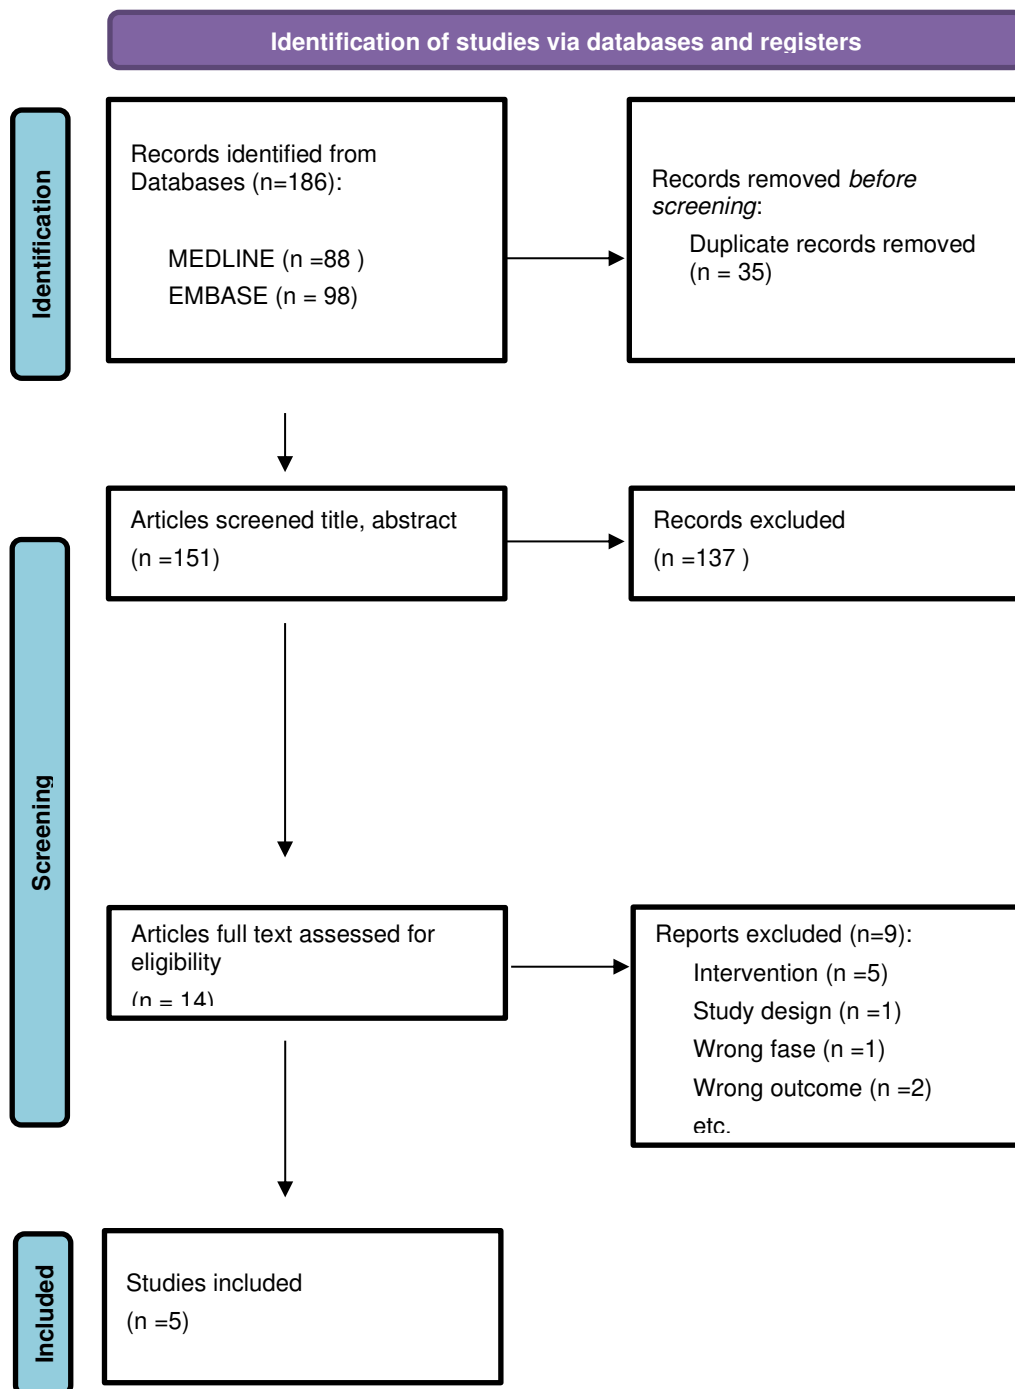 Identification of studies via databases and registers
Identification
Records identified from
Databases (n=186):
MEDLINE (n =88 )
EMBASE (n = 98)
Records removed before
screening:
Duplicate records removed
(n = 35)
Screening
Articles screened title, abstract
(n =151)
Records excluded
(n =137 )
Articles full text assessed for
eligibility
(n = 14)
Reports excluded (n=9):
Intervention (n =5)
Study design (n =1)
Wrong fase (n =1)
Wrong outcome (n =2)
etc.
Included
Studies included
(n =5)